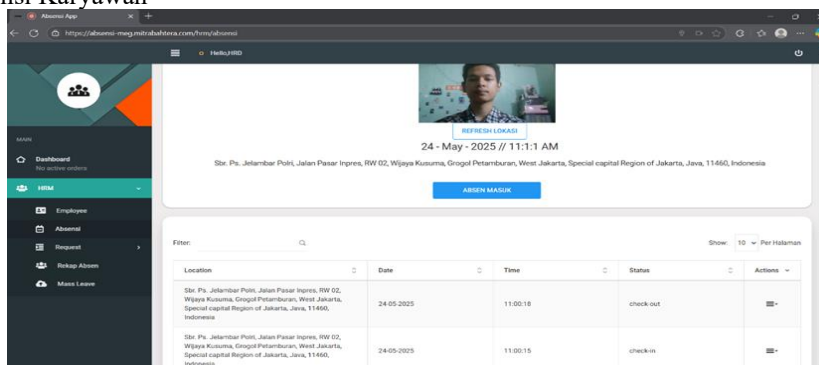 nsi Karyawan
Absensi App
https://absensi-meg.mitrabahtera.com/hrm/absensi
Hello,HRD
MAIN
Dashboard
No active orders
HRM
Employee
Absensi
Request
Rekap Absen
Mass Leave
REFRESH LOKASI
24 - May - 2025 // 11:1:1 AM
Sbr. Ps. Jelambar Polri, Jalan Pasar Inpres, RW 02, Wijaya Kusuma, Grogol Petamburan, West Jakarta, Special capital Region of Jakarta, Java, 11460, Indonesia
ABSEN MASUK
Filter:
Show: 10 Per Halaman
Location Date Time Status Actions
Sbr. Ps. Jelambar Polri, Jalan Pasar Inpres, RW 02,
Wijaya Kusuma, Grogol Petamburan, West Jakarta,
Special capital Region of Jakarta, Java, 11460,
Indonesia
24-05-2025 11:00:16 check-out
Sbr. Ps. Jelambar Polri, Jalan Pasar Inpres, RW 02,
Wijaya Kusuma, Grogol Petamburan, West Jakarta,
Special capital Region of Jakarta, Java, 11460,
Indonesia
24-05-2025 11:00:15 check-in